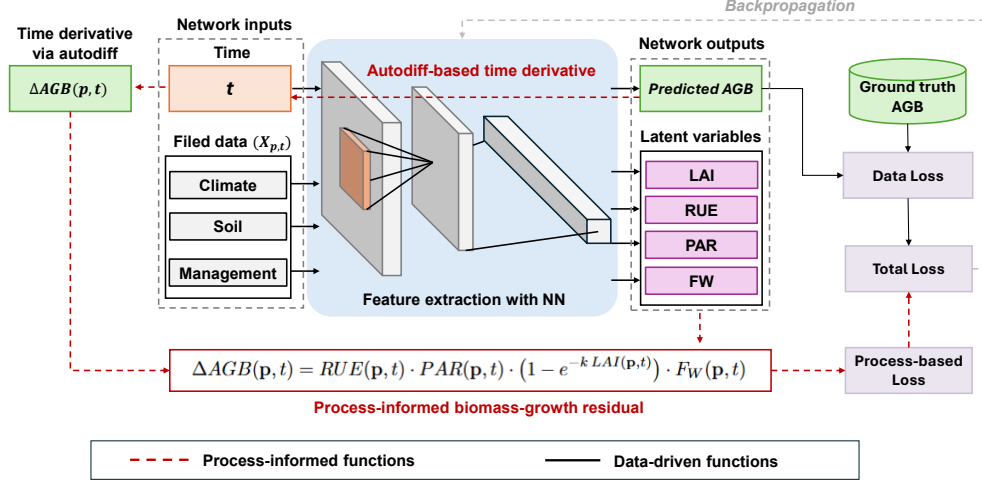 Backpropagation
Time derivative
via autodiff
Network inputs
Network outputs
Time
ΔAGB(p, t)
t
Autodiff-based time derivative
Predicted AGB
Ground truth
AGB
Filed data (X_{p,t})
Latent variables
Climate
LAI
Data Loss
Soil
RUE
PAR
Management
FW
Total Loss
Feature extraction with NN
ΔAGB(p, t) = RUE(p, t) · PAR(p, t) · (1 − e^{−k LAI(p,t)}) · F_W(p, t)
Process-based
Loss
Process-informed biomass-growth residual
Process-informed functions
Data-driven functions